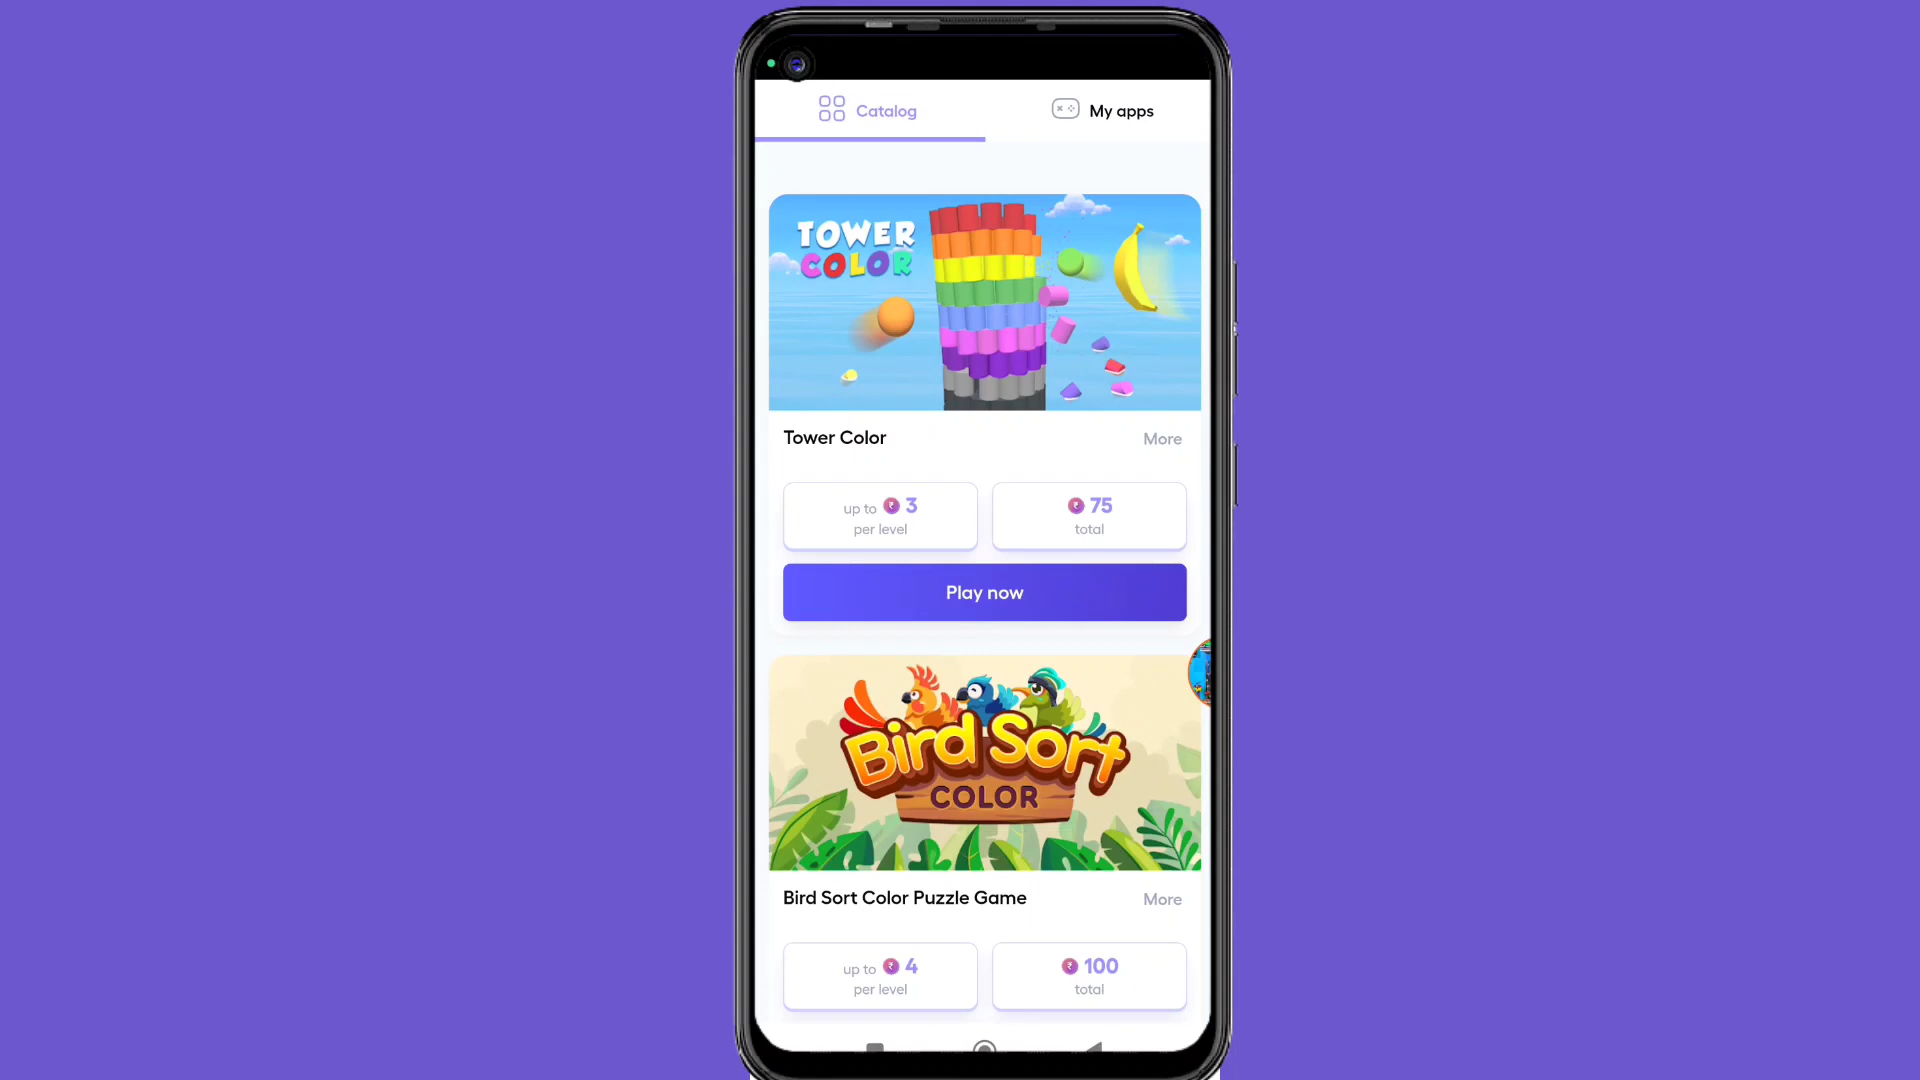 Catalog
My apps
TOWER
COLOR
Tower Color
More
up to ₹ 3
per level
₹ 75
total
Play now
Bird Sort
COLOR
Bird Sort Color Puzzle Game
More
up to ₹ 4
per level
₹ 100
total